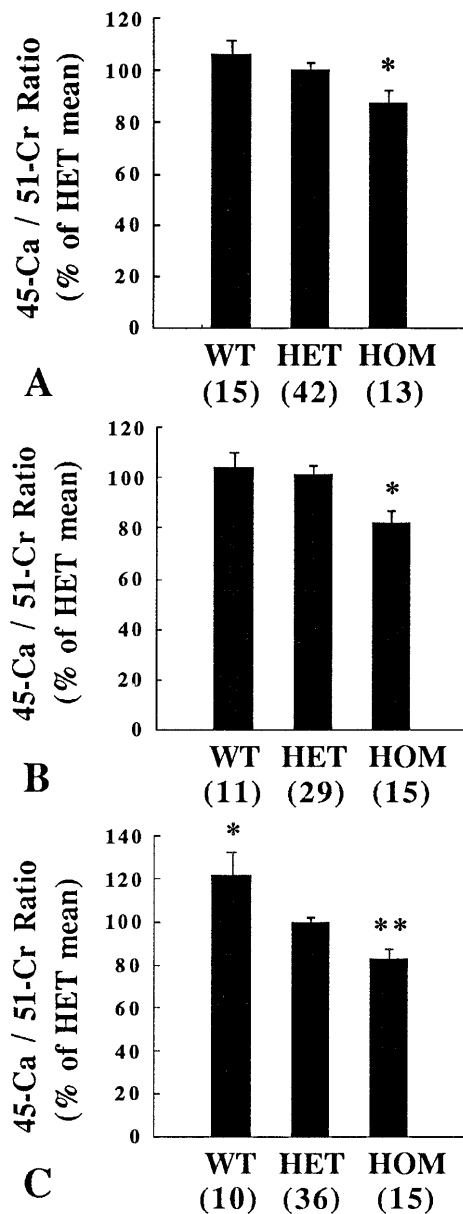 45-Ca / 51-Cr Ratio
(% of HET mean)
120
100
80
60
40
20
0
*
WT HET HOM
(15) (42) (13)
A
45-Ca / 51-Cr Ratio
(% of HET mean)
120
100
80
60
40
20
0
*
WT HET HOM
(11) (29) (15)
B
45-Ca / 51-Cr Ratio
(% of HET mean)
140
120
100
80
60
40
20
0
*
**
WT HET HOM
(10) (36) (15)
C